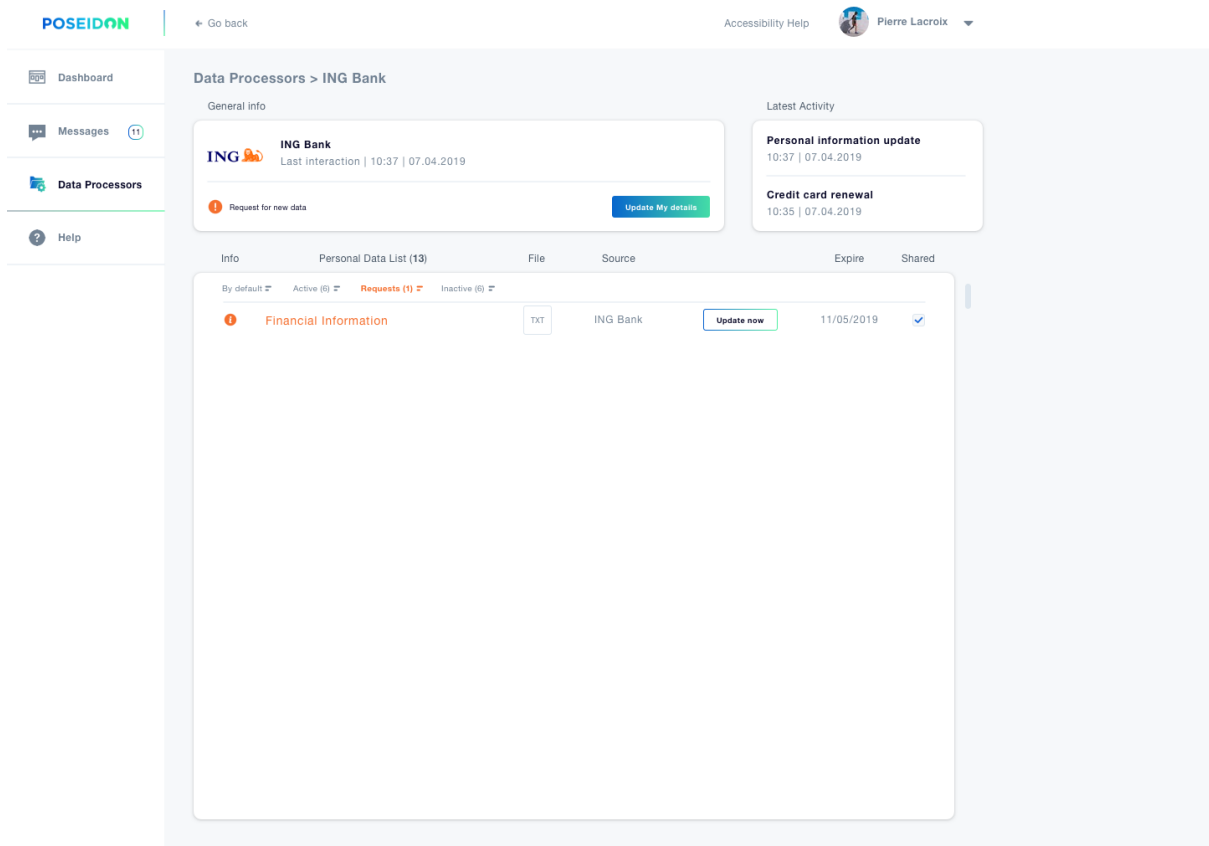 POSEIDON
← Go back
Accessibility Help
Pierre Lacroix
Dashboard
Messages 11
Data Processors
Help
Data Processors > ING Bank
General info
ING
ING Bank
Last interaction | 10:37 | 07.04.2019
Request for new data
Update My details
Latest Activity
Personal information update
10:37 | 07.04.2019
Credit card renewal
10:35 | 07.04.2019
Info Personal Data List (13) File Source Expire Shared
By default Active (6) Requests (1) Inactive (6)
Financial Information TXT ING Bank Update now 11/05/2019